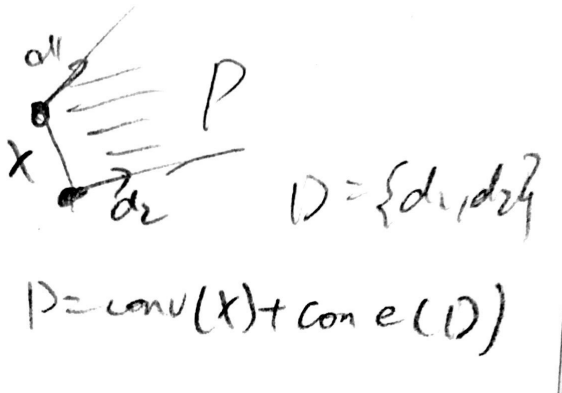 d1
P
X
d2
D={d1,d2}
P=conv(X)+cone(D)